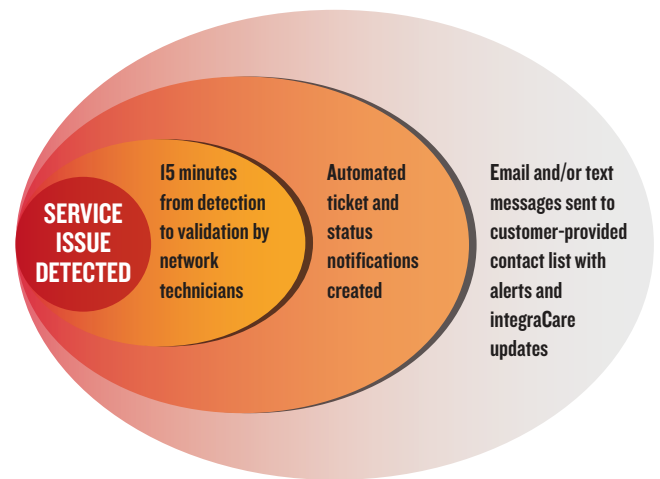 SERVICE
ISSUE
DETECTED
15 minutes
from detection
to validation by
network
technicians
Automated
ticket and
status
notifications
created
Email and/or text
messages sent to
customer-provided
contact list with
alerts and
integraCare
updates